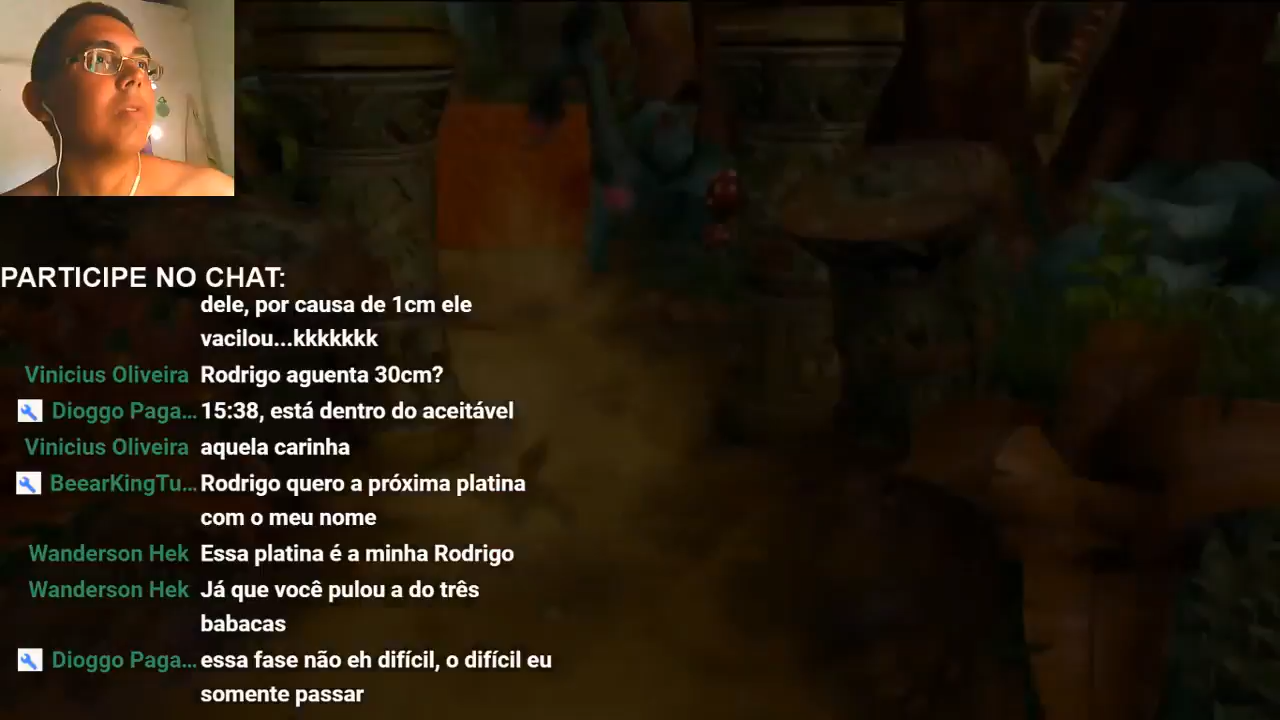 PARTICIPE NO CHAT:
dele, por causa de 1cm ele
vacilou...kkkkkkk
Vinicius Oliveira Rodrigo aguenta 30cm?
Dioggo Paga... 15:38, está dentro do aceitável
Vinicius Oliveira aquela carinha
BeearKingTu... Rodrigo quero a próxima platina
com o meu nome
Wanderson Hek Essa platina é a minha Rodrigo
Wanderson Hek Já que você pulou a do três
babacas
Dioggo Paga... essa fase não eh difícil, o difícil eu
somente passar